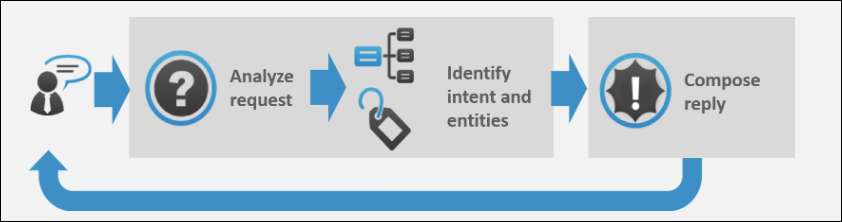 Analyze
request
Identify
intent and
entities
Compose
reply